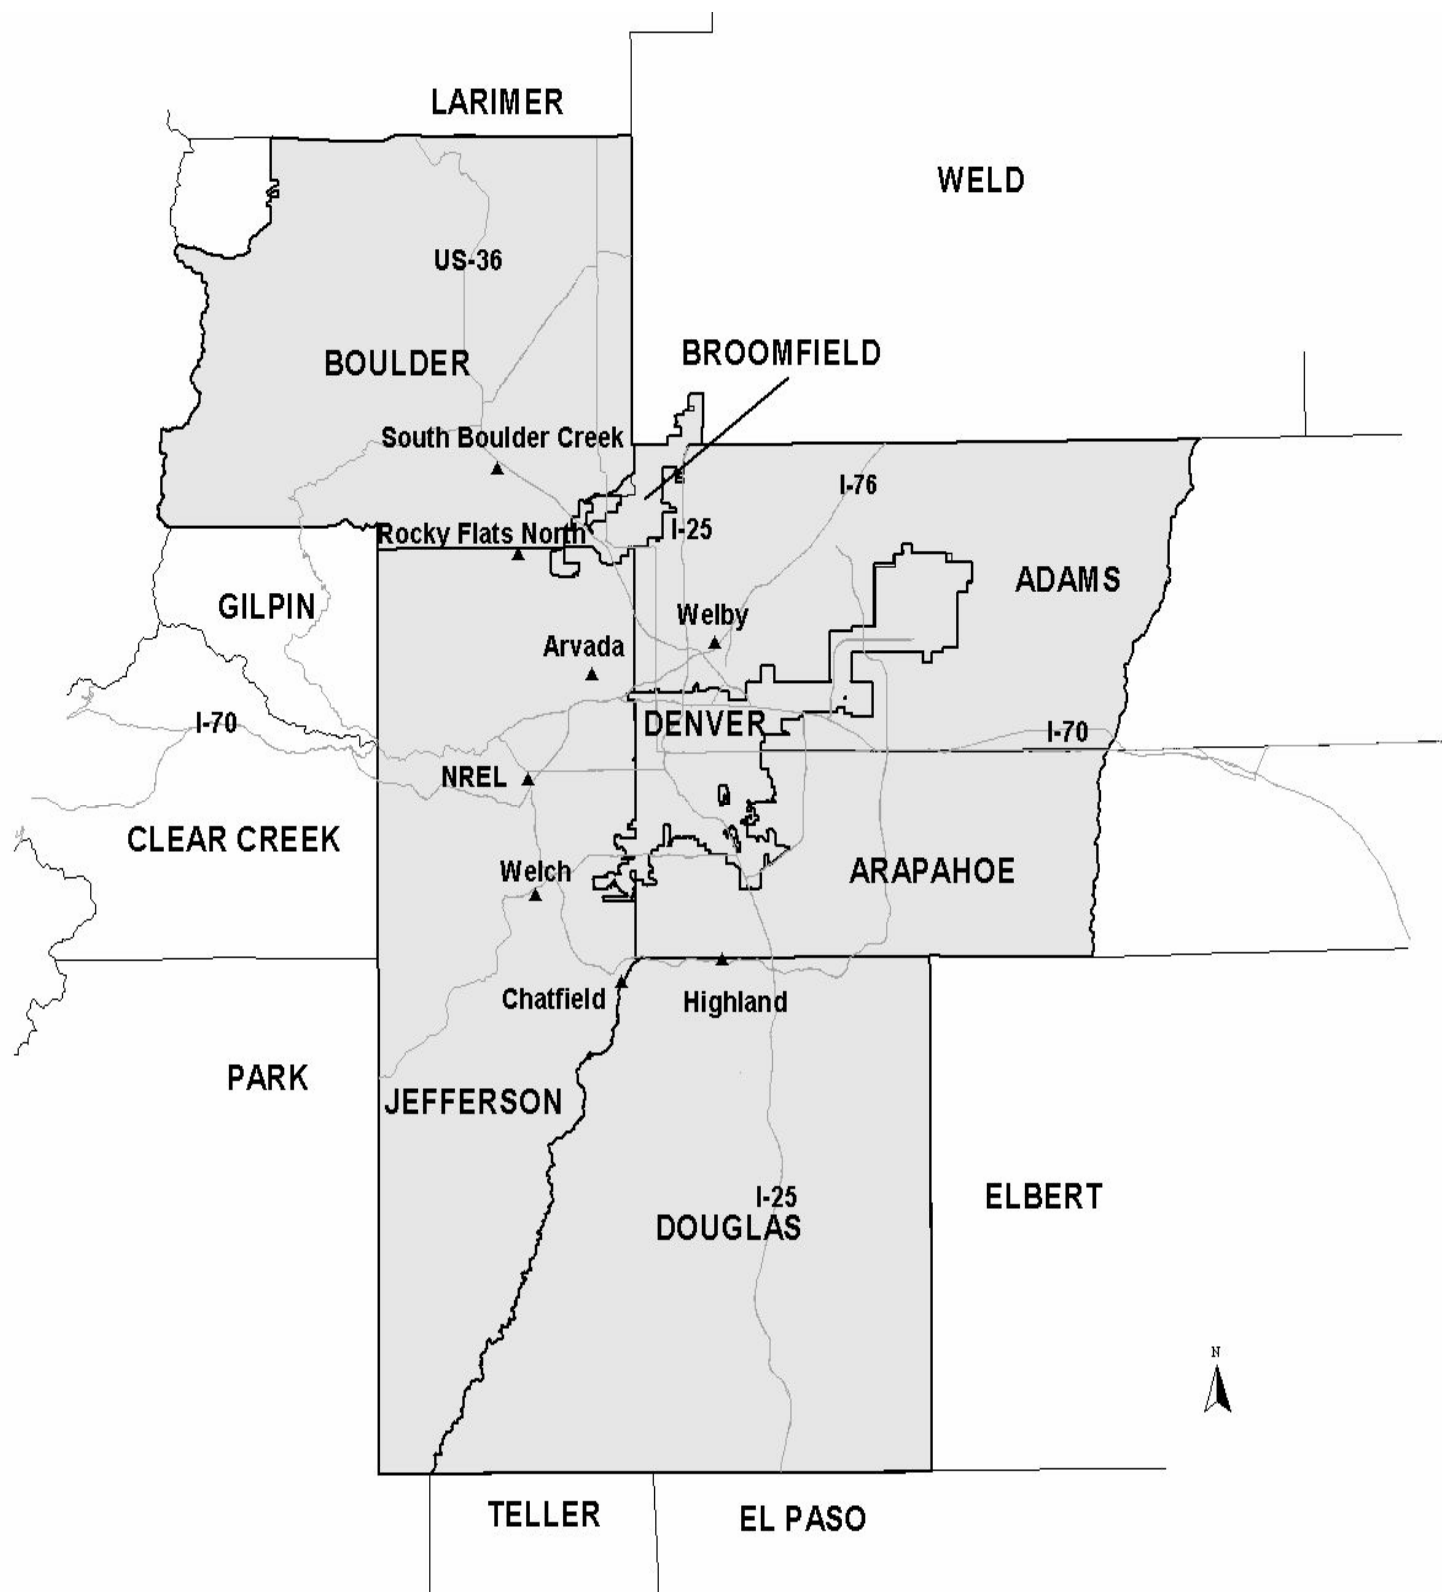 LARIMER
WELD
US-36
BROOMFIELD
BOULDER
South Boulder Creek
I-76
Rocky Flats North
I-25
ADAMS
GILPIN
Welby
Arvada
I-70
DENVER
I-70
NREL
CLEAR CREEK
Welch
ARAPAHOE
Chatfield
Highland
PARK
JEFFERSON
I-25
ELBERT
DOUGLAS
N
TELLER
EL PASO